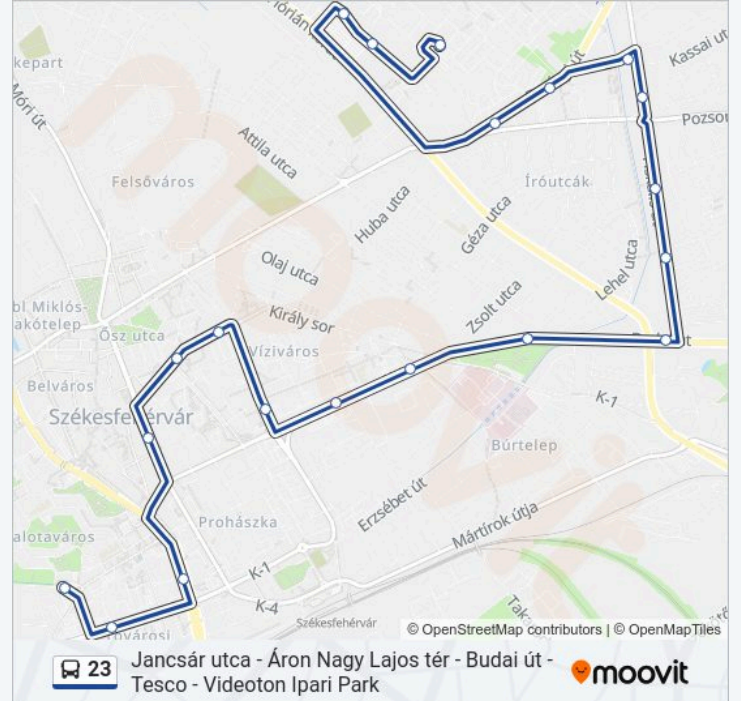 kepart
Kassai ut
Móri út
Pozsor
Attila utca
Felsőváros
Íróutcák
Huba utca
Géza utca
Olaj utca
Lehel utca
Zsolt utca
bl Miklós-
akótelep
Király sor
Ősz utca
Víziváros
Belváros
K-1
Székesfehérvár
Búrtelep
Erzsébet út
Prohászka
Mártírok útja
alotaváros
K-1
K-4
Székesfehérvár
© OpenStreetMap contributors | © OpenMapTiles
23
Jancsár utca - Áron Nagy Lajos tér - Budai út -
Tesco - Videoton Ipari Park
moovit